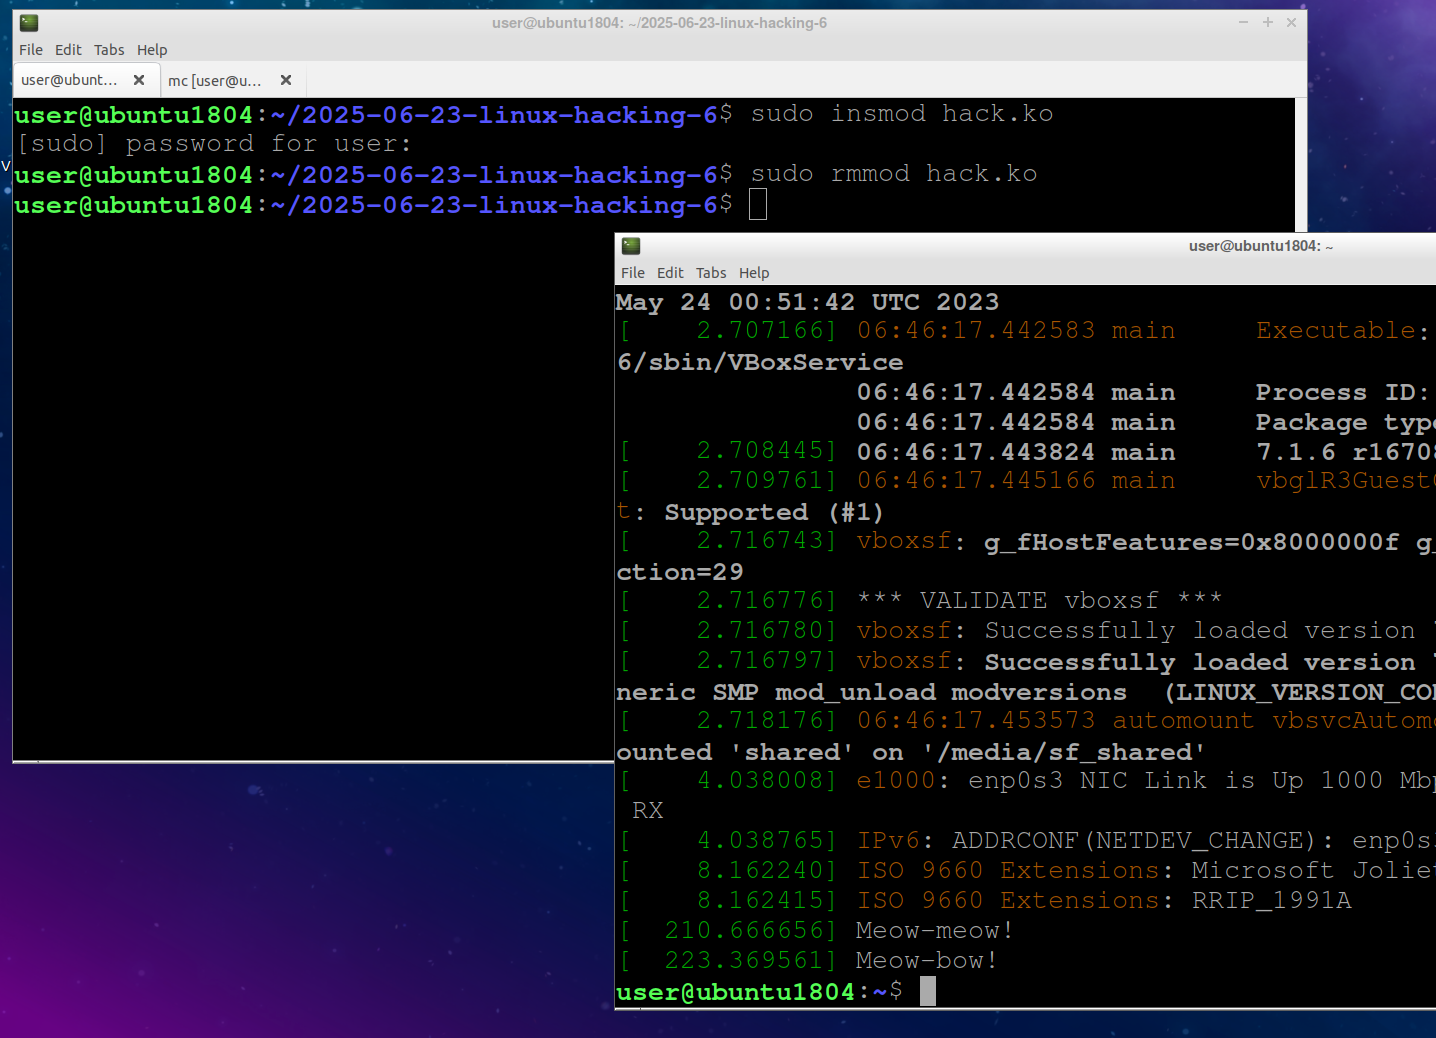 user@ubuntu1804: ~/2025-06-23-linux-hacking-6
File Edit Tabs Help
user@ubunt... mc [user@u...
user@ubuntu1804:~/2025-06-23-linux-hacking-6$ sudo insmod hack.ko
[sudo] password for user:
user@ubuntu1804:~/2025-06-23-linux-hacking-6$ sudo rmmod hack.ko
user@ubuntu1804:~/2025-06-23-linux-hacking-6$
user@ubuntu1804: ~
File Edit Tabs Help
May 24 00:51:42 UTC 2023
[    2.707166] 06:46:17.442583 main     Executable:
6/sbin/VBoxService
06:46:17.442584 main     Process ID:
06:46:17.442584 main     Package
[    2.708445] 06:46:17.443824 main     7.1.6
[    2.709761] 06:46:17.445166 main
t: Supported (#1)
[    2.716743] vboxsf: g_fHostFeatures=0x8000000f
ction=29
[    2.716776] *** VALIDATE vboxsf ***
[    2.716780] vboxsf: Successfully loaded version
[    2.716797] vboxsf: Successfully loaded version
neric SMP mod_unload modversions  (LINUX_VERSION_CO
[    2.718176] 06:46:17.453573 automount vbsvcAutom
ounted 'shared' on '/media/sf_shared'
[    4.038008] e1000: enp0s3 NIC Link is Up 1000 Mb
RX
[    4.038765] IPv6: ADDRCONF(NETDEV_CHANGE): enp0s
[    8.162240] ISO 9660 Extensions: Microsoft Jolie
[    8.162415] ISO 9660 Extensions: RRIP_1991A
[  210.666656] Meow-meow!
[  223.369561] Meow-bow!
user@ubuntu1804:~$